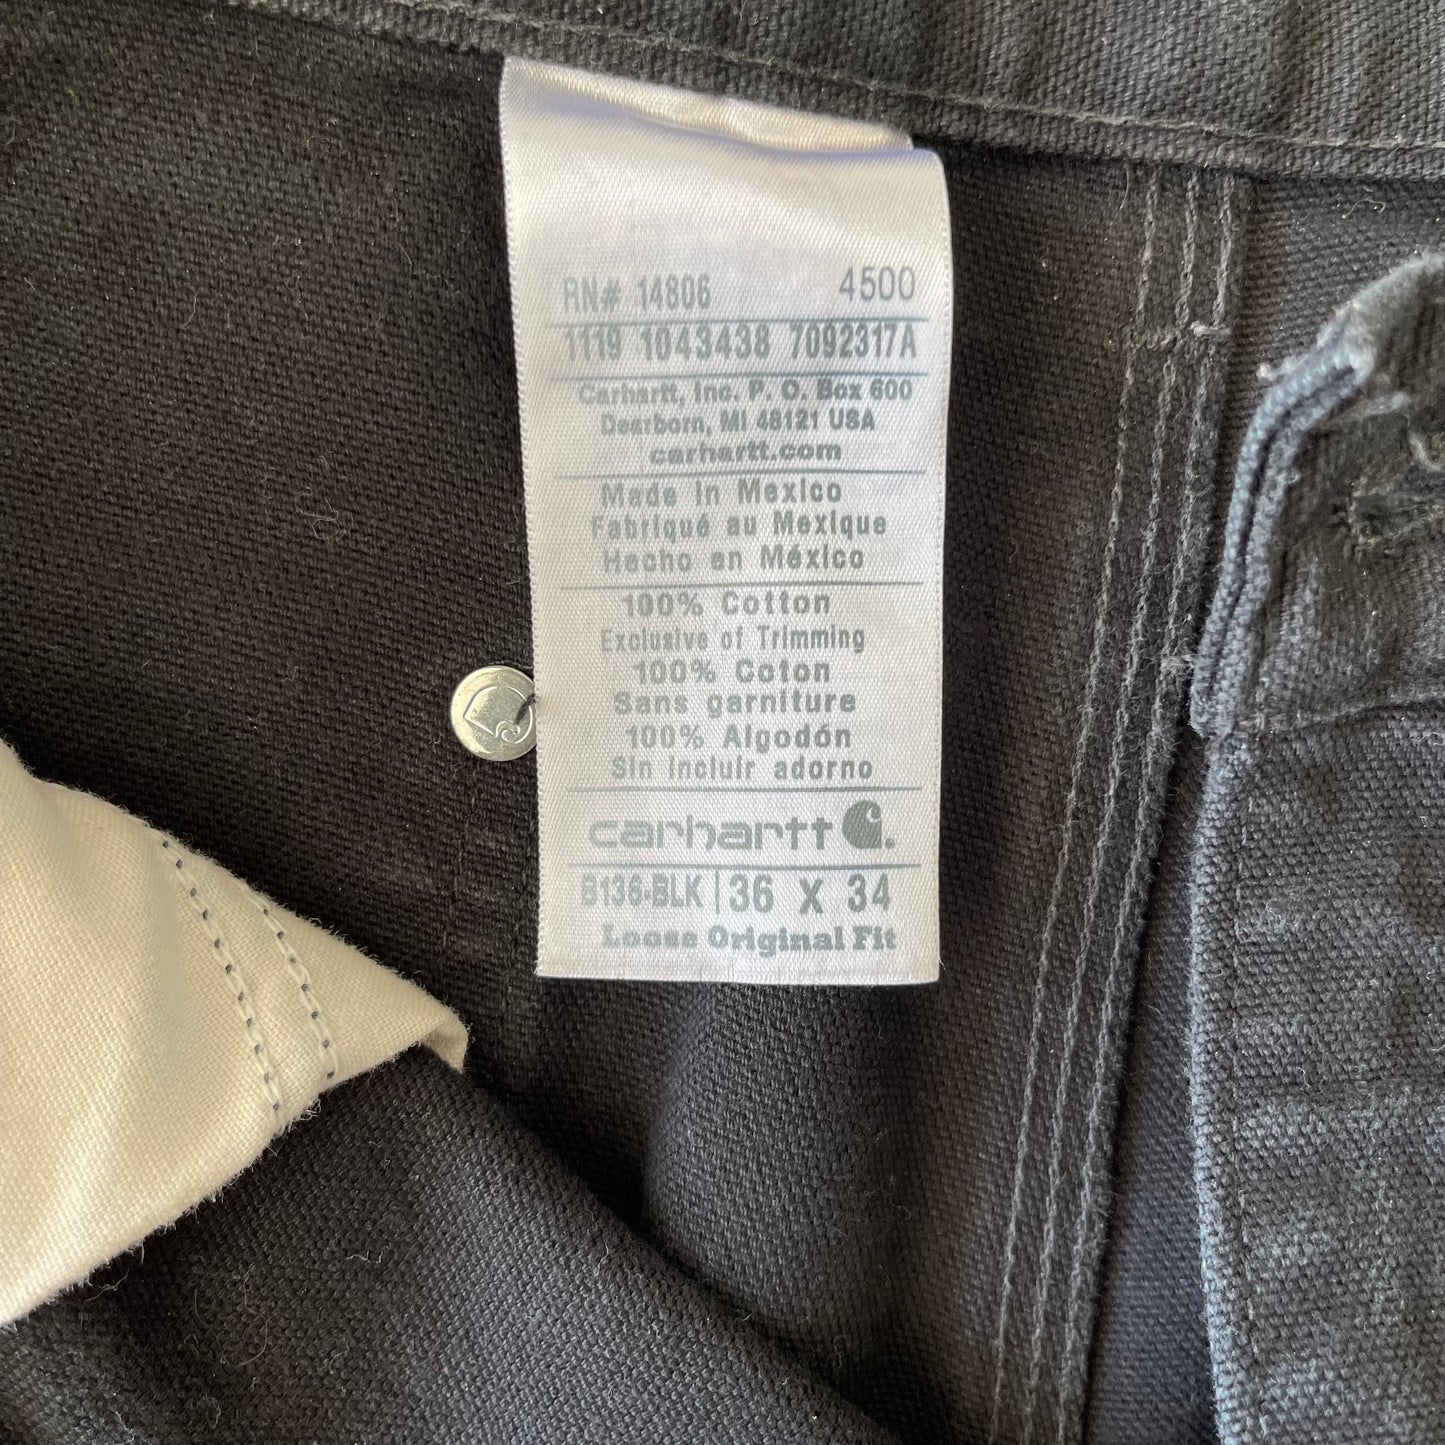 RN# 14806 4500
1119 1043438 7092317A
Carhartt, Inc. P. O. Box 600
Dearborn, MI 48121 USA
carhartt.com
Made in Mexico
Fabriqué au Mexique
Hecho en México
100% Cotton
Exclusive of Trimming
100% Coton
Sans garniture
100% Algodón
Sin incluir adorno
carhartt
B136-BLK | 36 X 34
Loose Original Fit